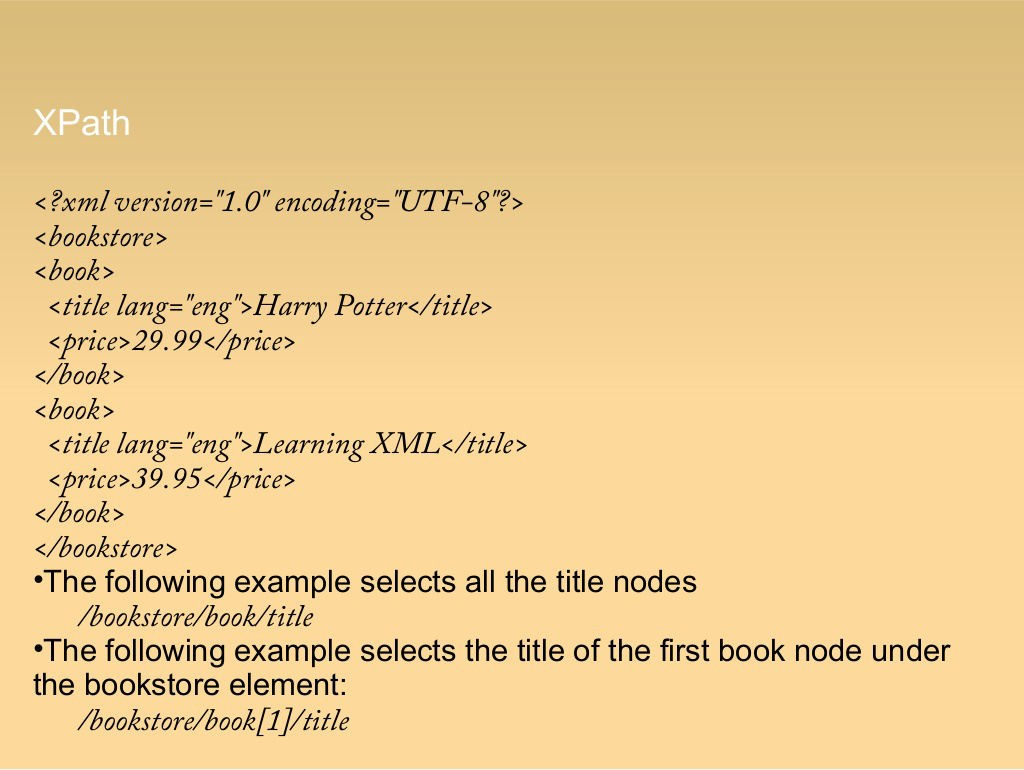 XPath
<?xml version="1.0" encoding="UTF-8"?>
<bookstore>
<book>
  <title lang="eng">Harry Potter</title>
  <price>29.99</price>
</book>
<book>
  <title lang="eng">Learning XML</title>
  <price>39.95</price>
</book>
</bookstore>
•The following example selects all the title nodes
/bookstore/book/title
•The following example selects the title of the first book node under
the bookstore element:
/bookstore/book[1]/title